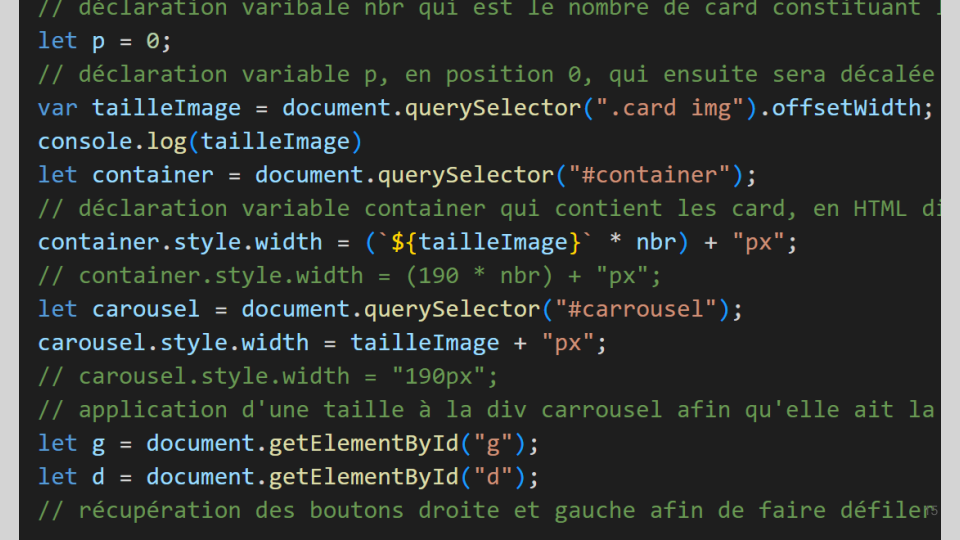 // déclaration varibale nbr qui est le nombre de card constituant
let p = 0;
// déclaration variable p, en position 0, qui ensuite sera décalée
var tailleImage = document.querySelector(".card img").offsetWidth;
console.log(tailleImage)
let container = document.querySelector("#container");
// déclaration variable container qui contient les card, en HTML
container.style.width = (`${tailleImage}` * nbr) + "px";
// container.style.width = (190 * nbr) + "px";
let carousel = document.querySelector("#carrousel");
carousel.style.width = tailleImage + "px";
// carousel.style.width = "190px";
// application d'une taille à la div carrousel afin qu'elle ait la
let g = document.getElementById("g");
let d = document.getElementById("d");
// récupération des boutons droite et gauche afin de faire défiler
15